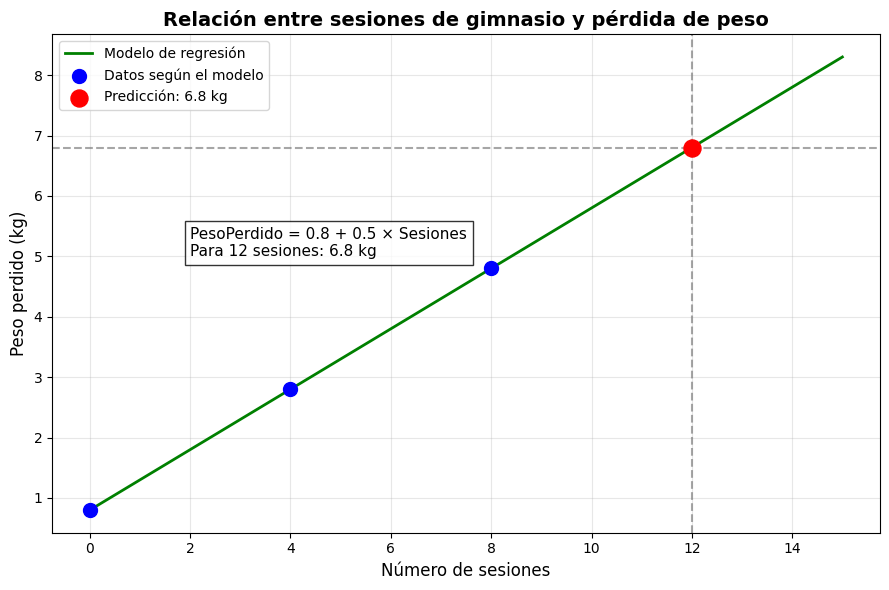 Relación entre sesiones de gimnasio y pérdida de peso
Modelo de regresión
Datos según el modelo
Predicción: 6.8 kg
PesoPerdido = 0.8 + 0.5 × Sesiones
Para 12 sesiones: 6.8 kg
Peso perdido (kg)
8
7
6
5
4
3
2
1
0 2 4 6 8 10 12 14
Número de sesiones